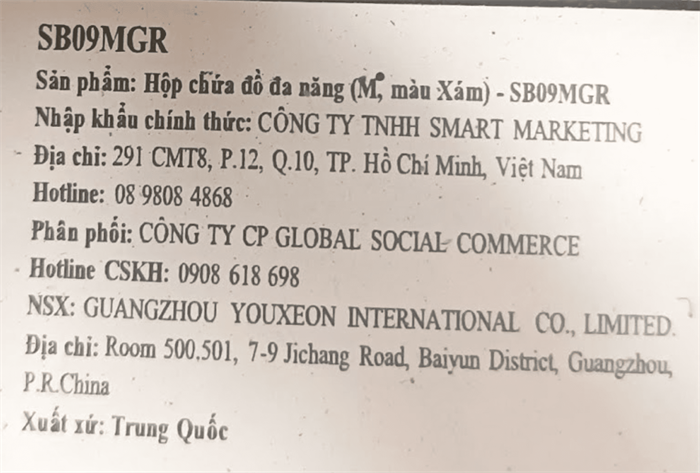 SB09MGR
Sản phẩm: Hộp chứa đồ đa năng (M, màu Xám) - SB09MGR
Nhập khẩu chính thức: CÔNG TY TNHH SMART MARKETING
Địa chỉ: 291 CMT8, P.12, Q.10, TP. Hồ Chí Minh, Việt Nam
Hotline: 08 9808 4868
Phân phối: CÔNG TY CP GLOBAL SOCIAL COMMERCE
Hotline CSKH: 0908 618 698
NSX: GUANGZHOU YOUXEON INTERNATIONAL CO., LIMITED.
Địa chỉ: Room 500.501, 7-9 Jichang Road, Baiyun District, Guangzhou,
P.R.China
Xuất xứ: Trung Quốc